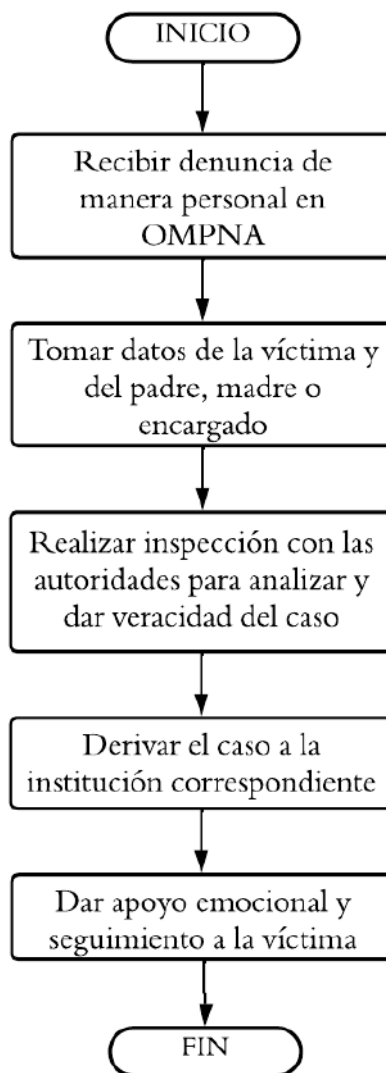 INICIO
Recibir denuncia de
manera personal en
OMPNA
Tomar datos de la víctima y
del padre, madre o
encargado
Realizar inspección con las
autoridades para analizar y
dar veracidad del caso
Derivar el caso a la
institución correspondiente
Dar apoyo emocional y
seguimiento a la víctima
FIN